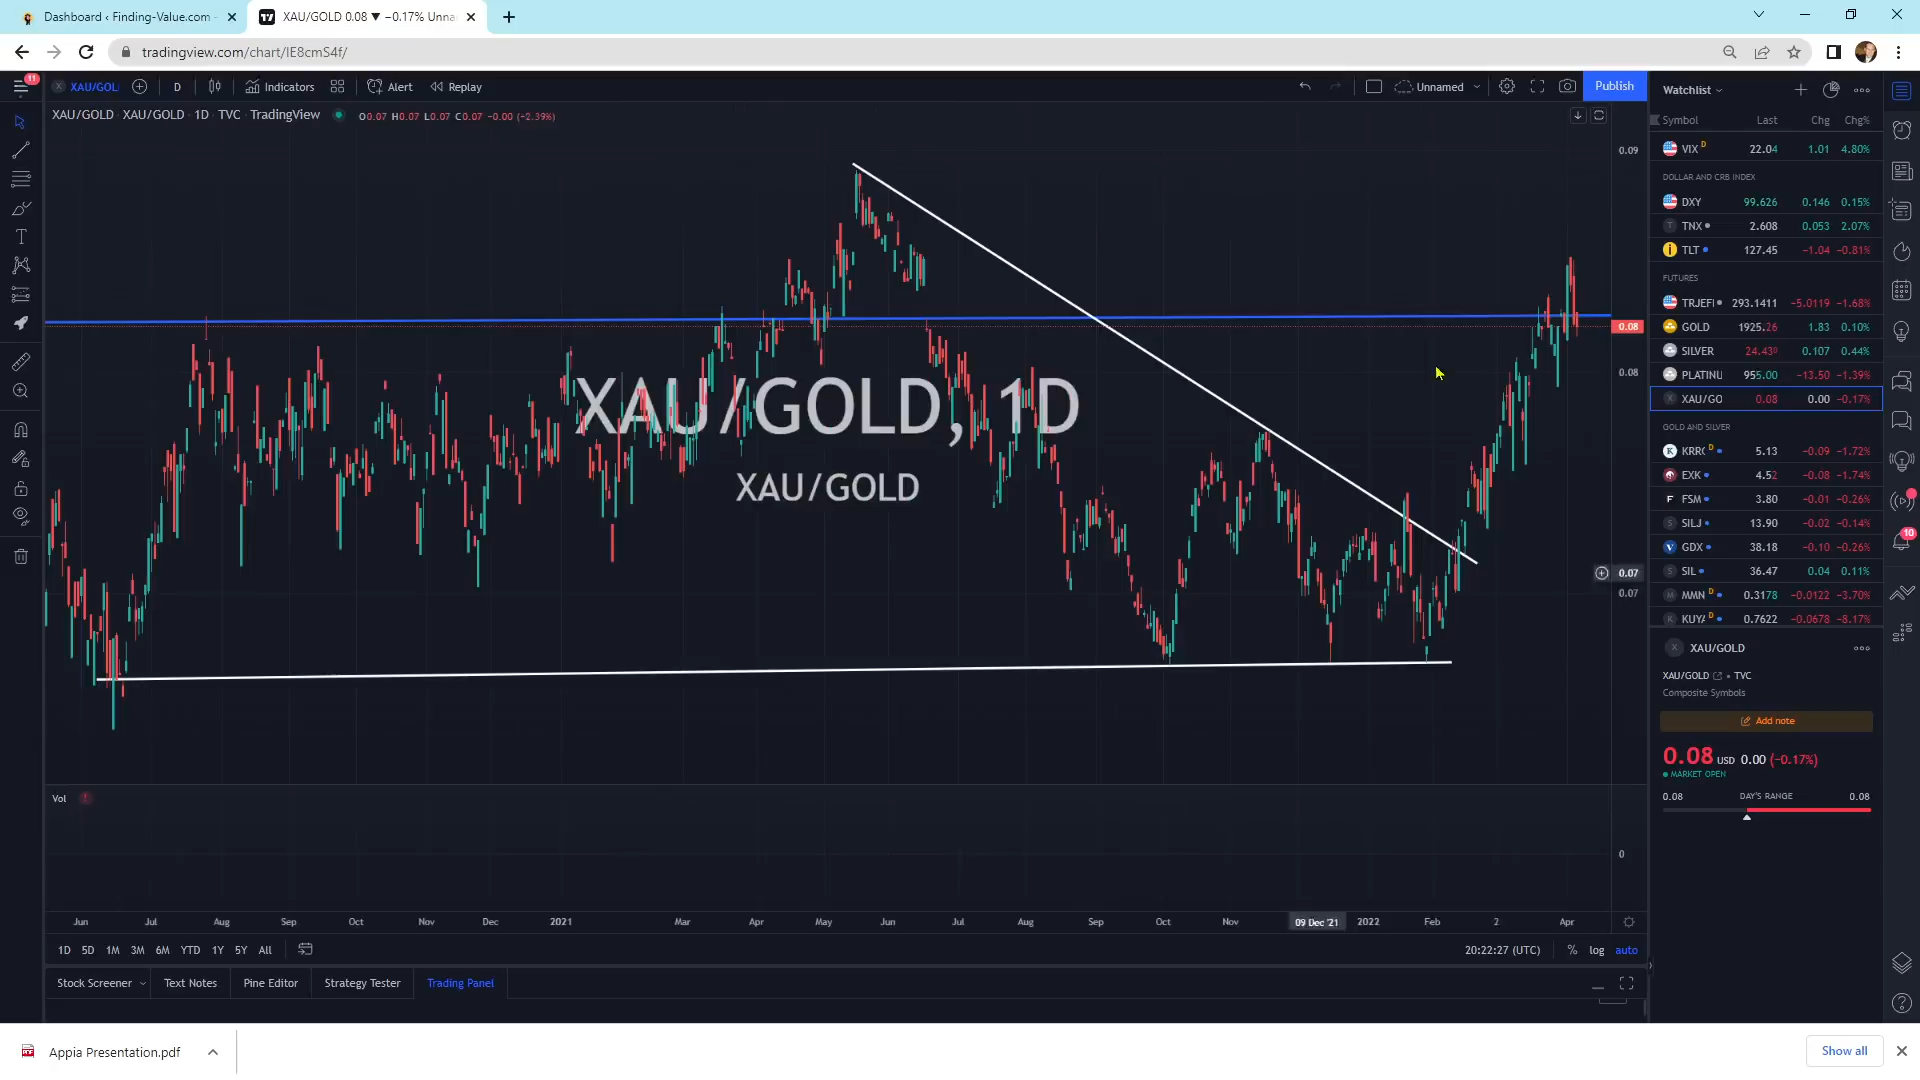 Dashboard ‹ Finding-Value.com -
XAU/GOLD 0.08 ▼ −0.17% Unna
tradingview.com/chart/IE8cmS4f/
11
XAU/GOL
D
Indicators
Alert
Replay
Unnamed
Publish
XAU/GOLD · XAU/GOLD · 1D · TVC · TradingView
O0.07 H0.07 L0.07 C0.07 −0.00 (−2.39%)
0.09
0.08
0.08
0.07
0.07
XAU/GOLD, 1D
XAU/GOLD
Vol
0
Jun Jul Aug Sep Oct Nov Dec 2021 Mar Apr May Jun Jul Aug Sep Oct Nov 09 Dec '21 2022 Feb 2 Apr
1D 5D 1M 3M 6M YTD 1Y 5Y All
20:22:27 (UTC) % log auto
Stock Screener Text Notes Pine Editor Strategy Tester Trading Panel
Watchlist
Symbol Last Chg Chg%
VIX D 22.04 1.01 4.80%
DOLLAR AND CRB INDEX
DXY 99.626 0.146 0.15%
TNX 2.608 0.053 2.07%
TLT 127.45 −1.04 −0.81%
FUTURES
TRJEFI 293.1411 −5.0119 −1.68%
GOLD 1925.26 1.83 0.10%
SILVER 24.430 0.107 0.44%
PLATINU 955.00 −13.50 −1.39%
XAU/GO 0.08 0.00 −0.17%
GOLD AND SILVER
KRRC D 5.13 −0.09 −1.72%
EXK 4.52 −0.08 −1.74%
FSM 3.80 −0.01 −0.26%
SILJ 13.90 −0.02 −0.14%
GDX 38.18 −0.10 −0.26%
SIL 36.47 0.04 0.11%
MMN D 0.3178 −0.0122 −3.70%
KUYA D 0.7622 −0.0678 −8.17%
XAU/GOLD
XAU/GOLD • TVC
Composite Symbols
Add note
0.08 USD 0.00 (−0.17%)
MARKET OPEN
0.08 DAY'S RANGE 0.08
10
Appia Presentation.pdf
Show all